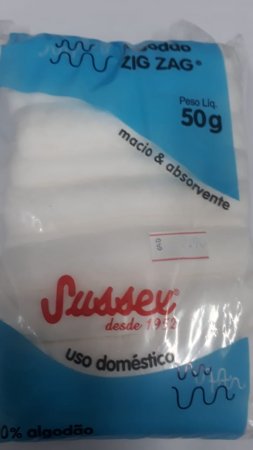 Algodão
ZIG ZAG®
Peso Líq.
50g
macio & absorvente
Sussex®
desde 1952
uso doméstico
0% algodão